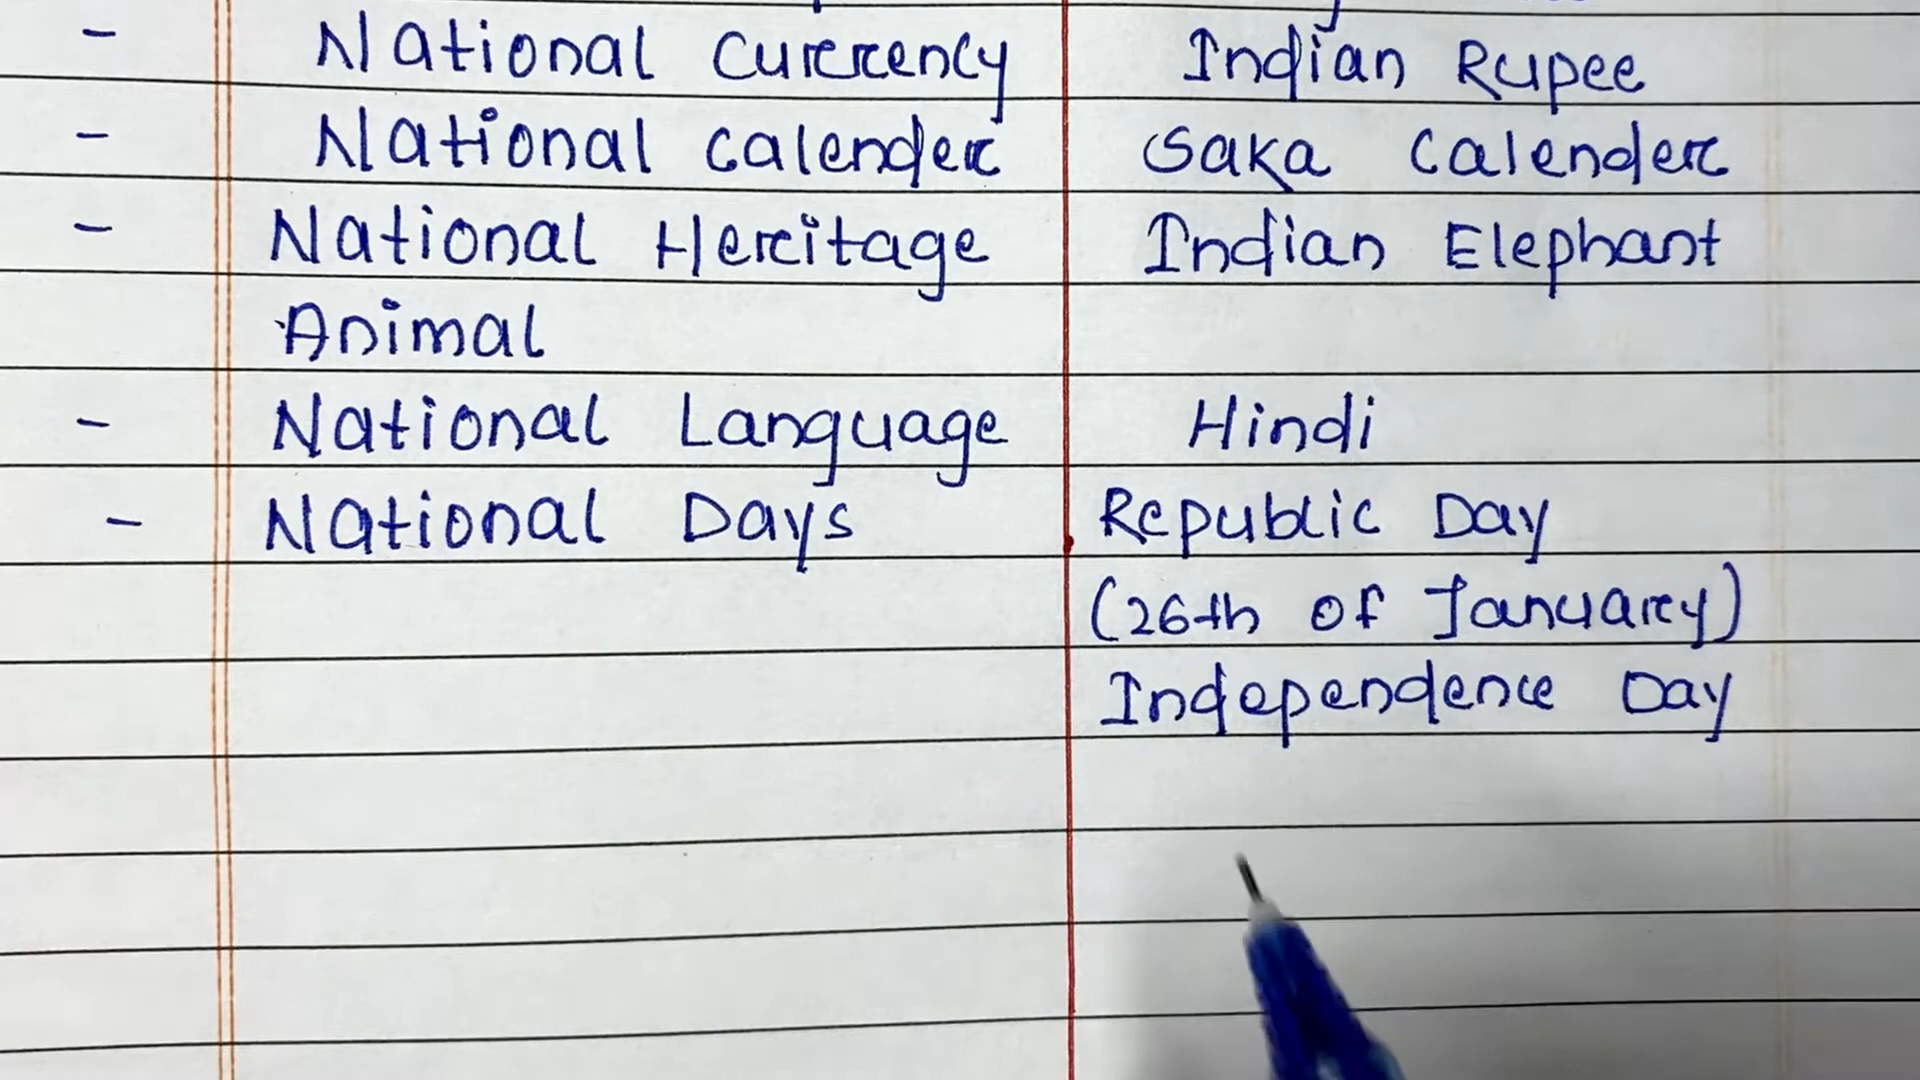 - National Currency Indian Rupee
- National Calender Saka Calender
- National Heritage Indian Elephant
Animal
- National Language Hindi
- National Days Republic Day
(26th of January)
Independence Day